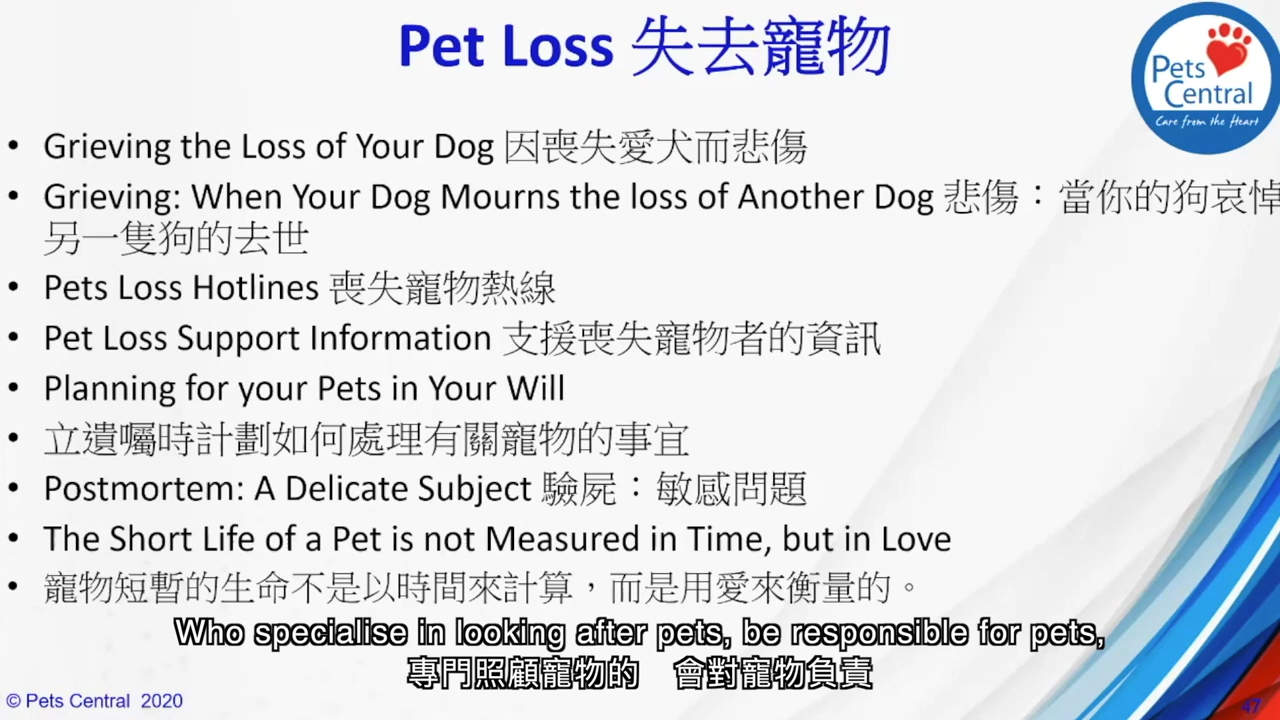 Pet Loss 失去寵物
Pets Central
Care from the Heart
• Grieving the Loss of Your Dog 因喪失愛犬而悲傷
• Grieving: When Your Dog Mourns the loss of Another Dog 悲傷：當你的狗哀悼
另一隻狗的去世
• Pets Loss Hotlines 喪失寵物熱線
• Pet Loss Support Information 支援喪失寵物者的資訊
• Planning for your Pets in Your Will
• 立遺囑時計劃如何處理有關寵物的事宜
• Postmortem: A Delicate Subject 驗屍：敏感問題
• The Short Life of a Pet is not Measured in Time, but in Love
• 寵物短暫的生命不是以時間來計算，而是用愛來衡量的。
Who specialise in looking after pets, be responsible for pets,
專門照顧寵物的 會對寵物負責
© Pets Central 2020
47